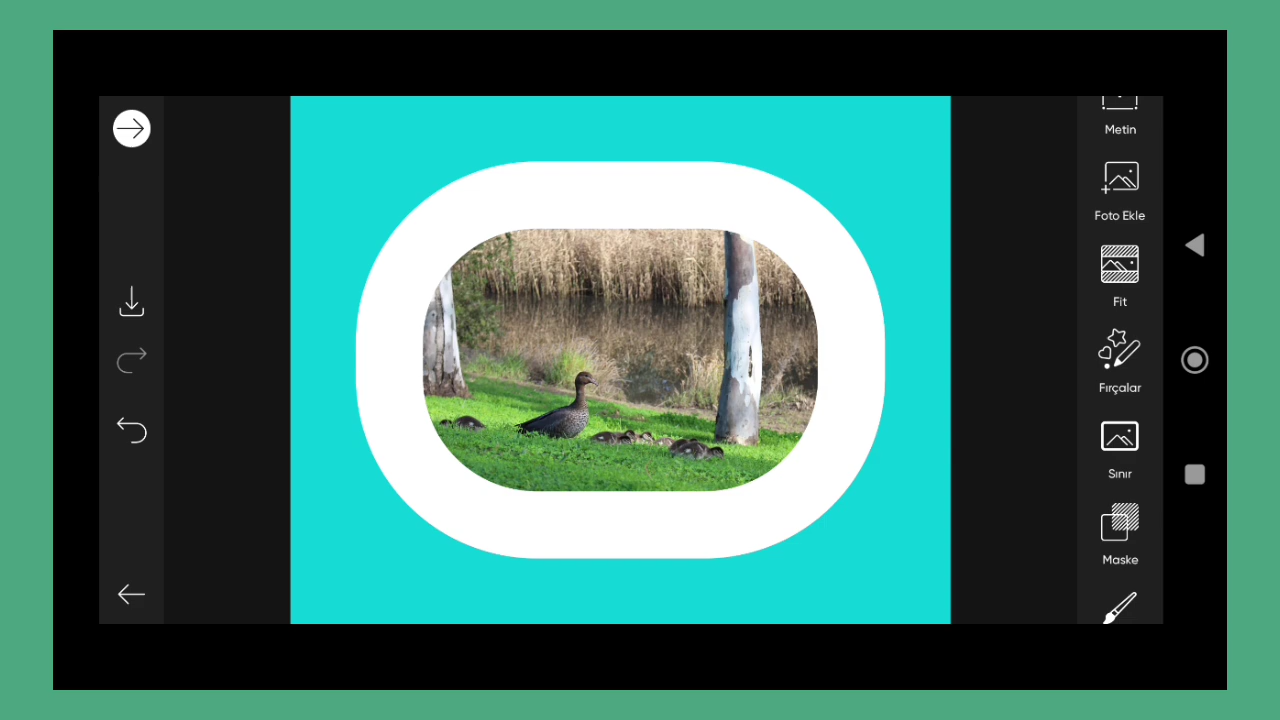 Metin
Foto Ekle
Fit
Fırçalar
Sınır
Maske